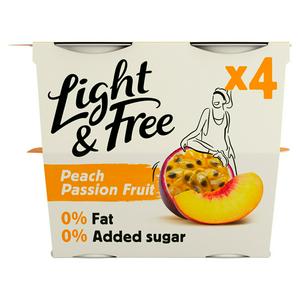 Light
& Free
x4
Peach
Passion Fruit
0% Fat
0% Added sugar